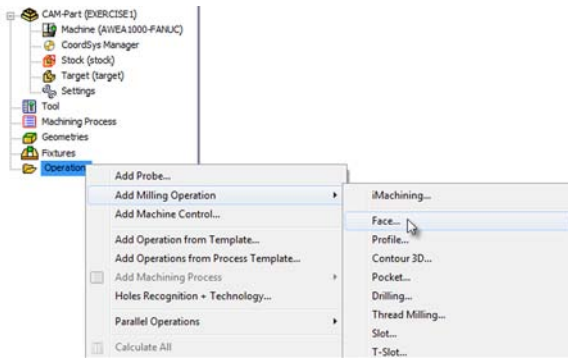 CAM-Part (EXERCISE1)
Machine (AWEA1000-FANUC)
CoordSys Manager
Stock (stock)
Target (target)
Settings
Tool
Machining Process
Geometries
Fixtures
Operation
Add Probe...
Add Milling Operation
Add Machine Control...
Add Operation from Template...
Add Operations from Process Template...
Add Machining Process
Holes Recognition + Technology...
Parallel Operations
Calculate All
iMachining...
Face...
Profile...
Contour 3D...
Pocket...
Drilling...
Thread Milling...
Slot...
T-Slot...